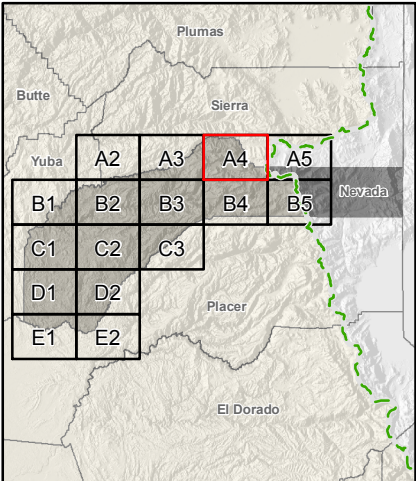 Plumas
Butte
Sierra
Yuba
A2 A3 A4 A5
Nevada
B1 B2 B3 B4 B5
C1 C2 C3
D1 D2
Placer
E1 E2
El Dorado